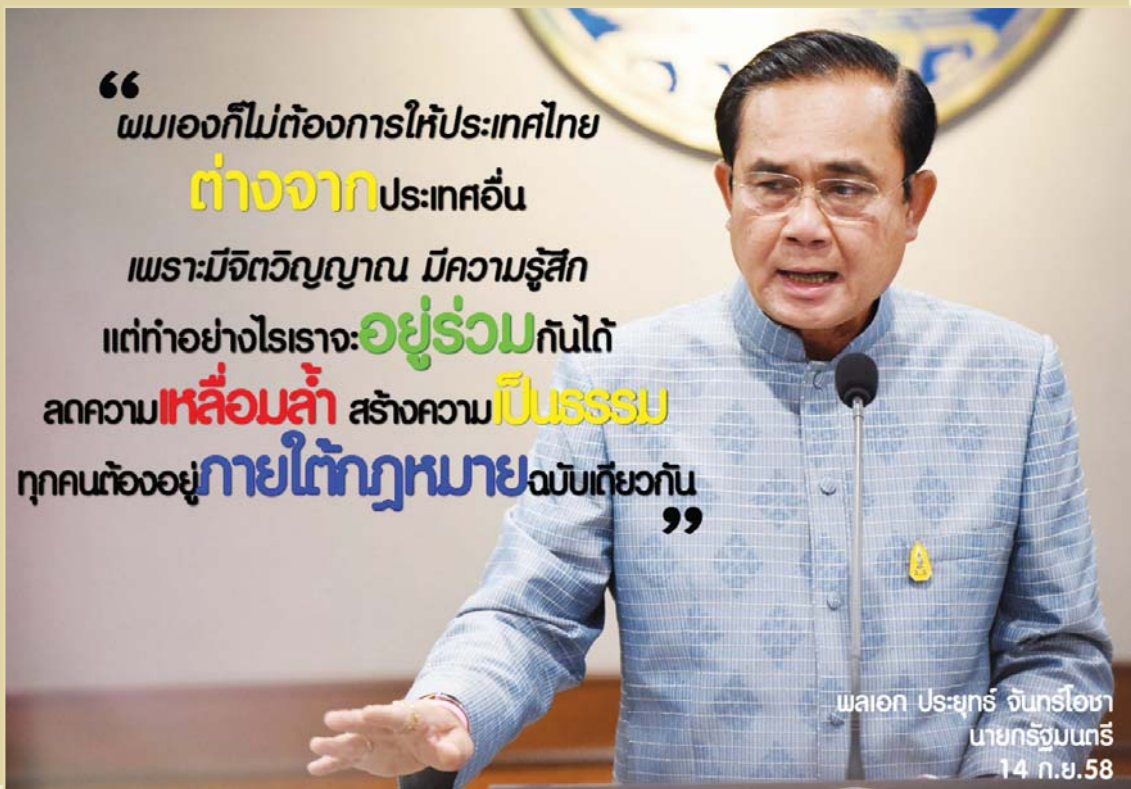 “
ผมเองก็ไม่ต้องการให้ประเทศไทย
ต่างจากประเทศอื่น
เพราะมีจิตวิญญาณ มีความรู้สึก
แต่ทำอย่างไรเราจะอยู่ร่วมกันได้
ลดความเหลื่อมล้ำ สร้างความเป็นธรรม
ทุกคนต้องอยู่ภายใต้กฎหมายฉบับเดียวกัน
”
พลเอก ประยุทธ์ จันทร์โอชา
นายกรัฐมนตรี
14 ก.ย.58